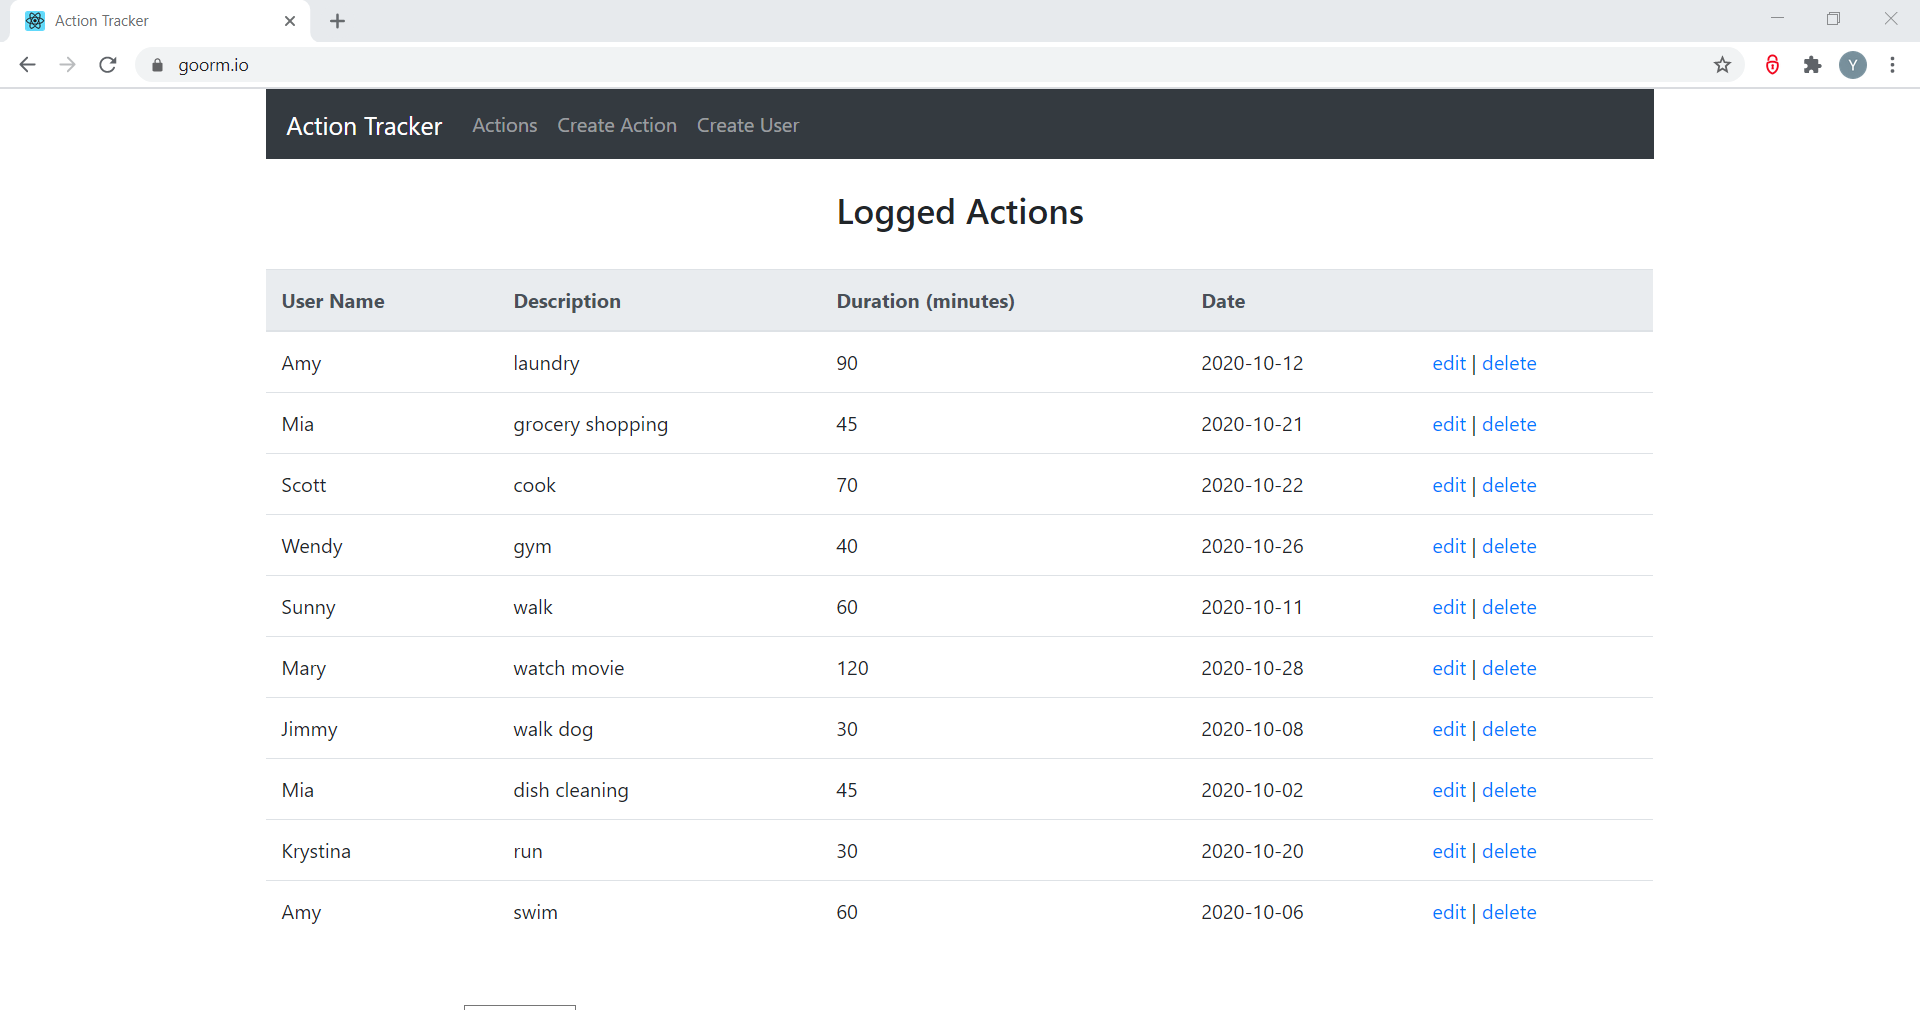 Action Tracker
goorm.io
Y
Action Tracker Actions Create Action Create User
Logged Actions
User Name Description Duration (minutes) Date
Amy laundry 90 2020-10-12 edit | delete
Mia grocery shopping 45 2020-10-21 edit | delete
Scott cook 70 2020-10-22 edit | delete
Wendy gym 40 2020-10-26 edit | delete
Sunny walk 60 2020-10-11 edit | delete
Mary watch movie 120 2020-10-28 edit | delete
Jimmy walk dog 30 2020-10-08 edit | delete
Mia dish cleaning 45 2020-10-02 edit | delete
Krystina run 30 2020-10-20 edit | delete
Amy swim 60 2020-10-06 edit | delete